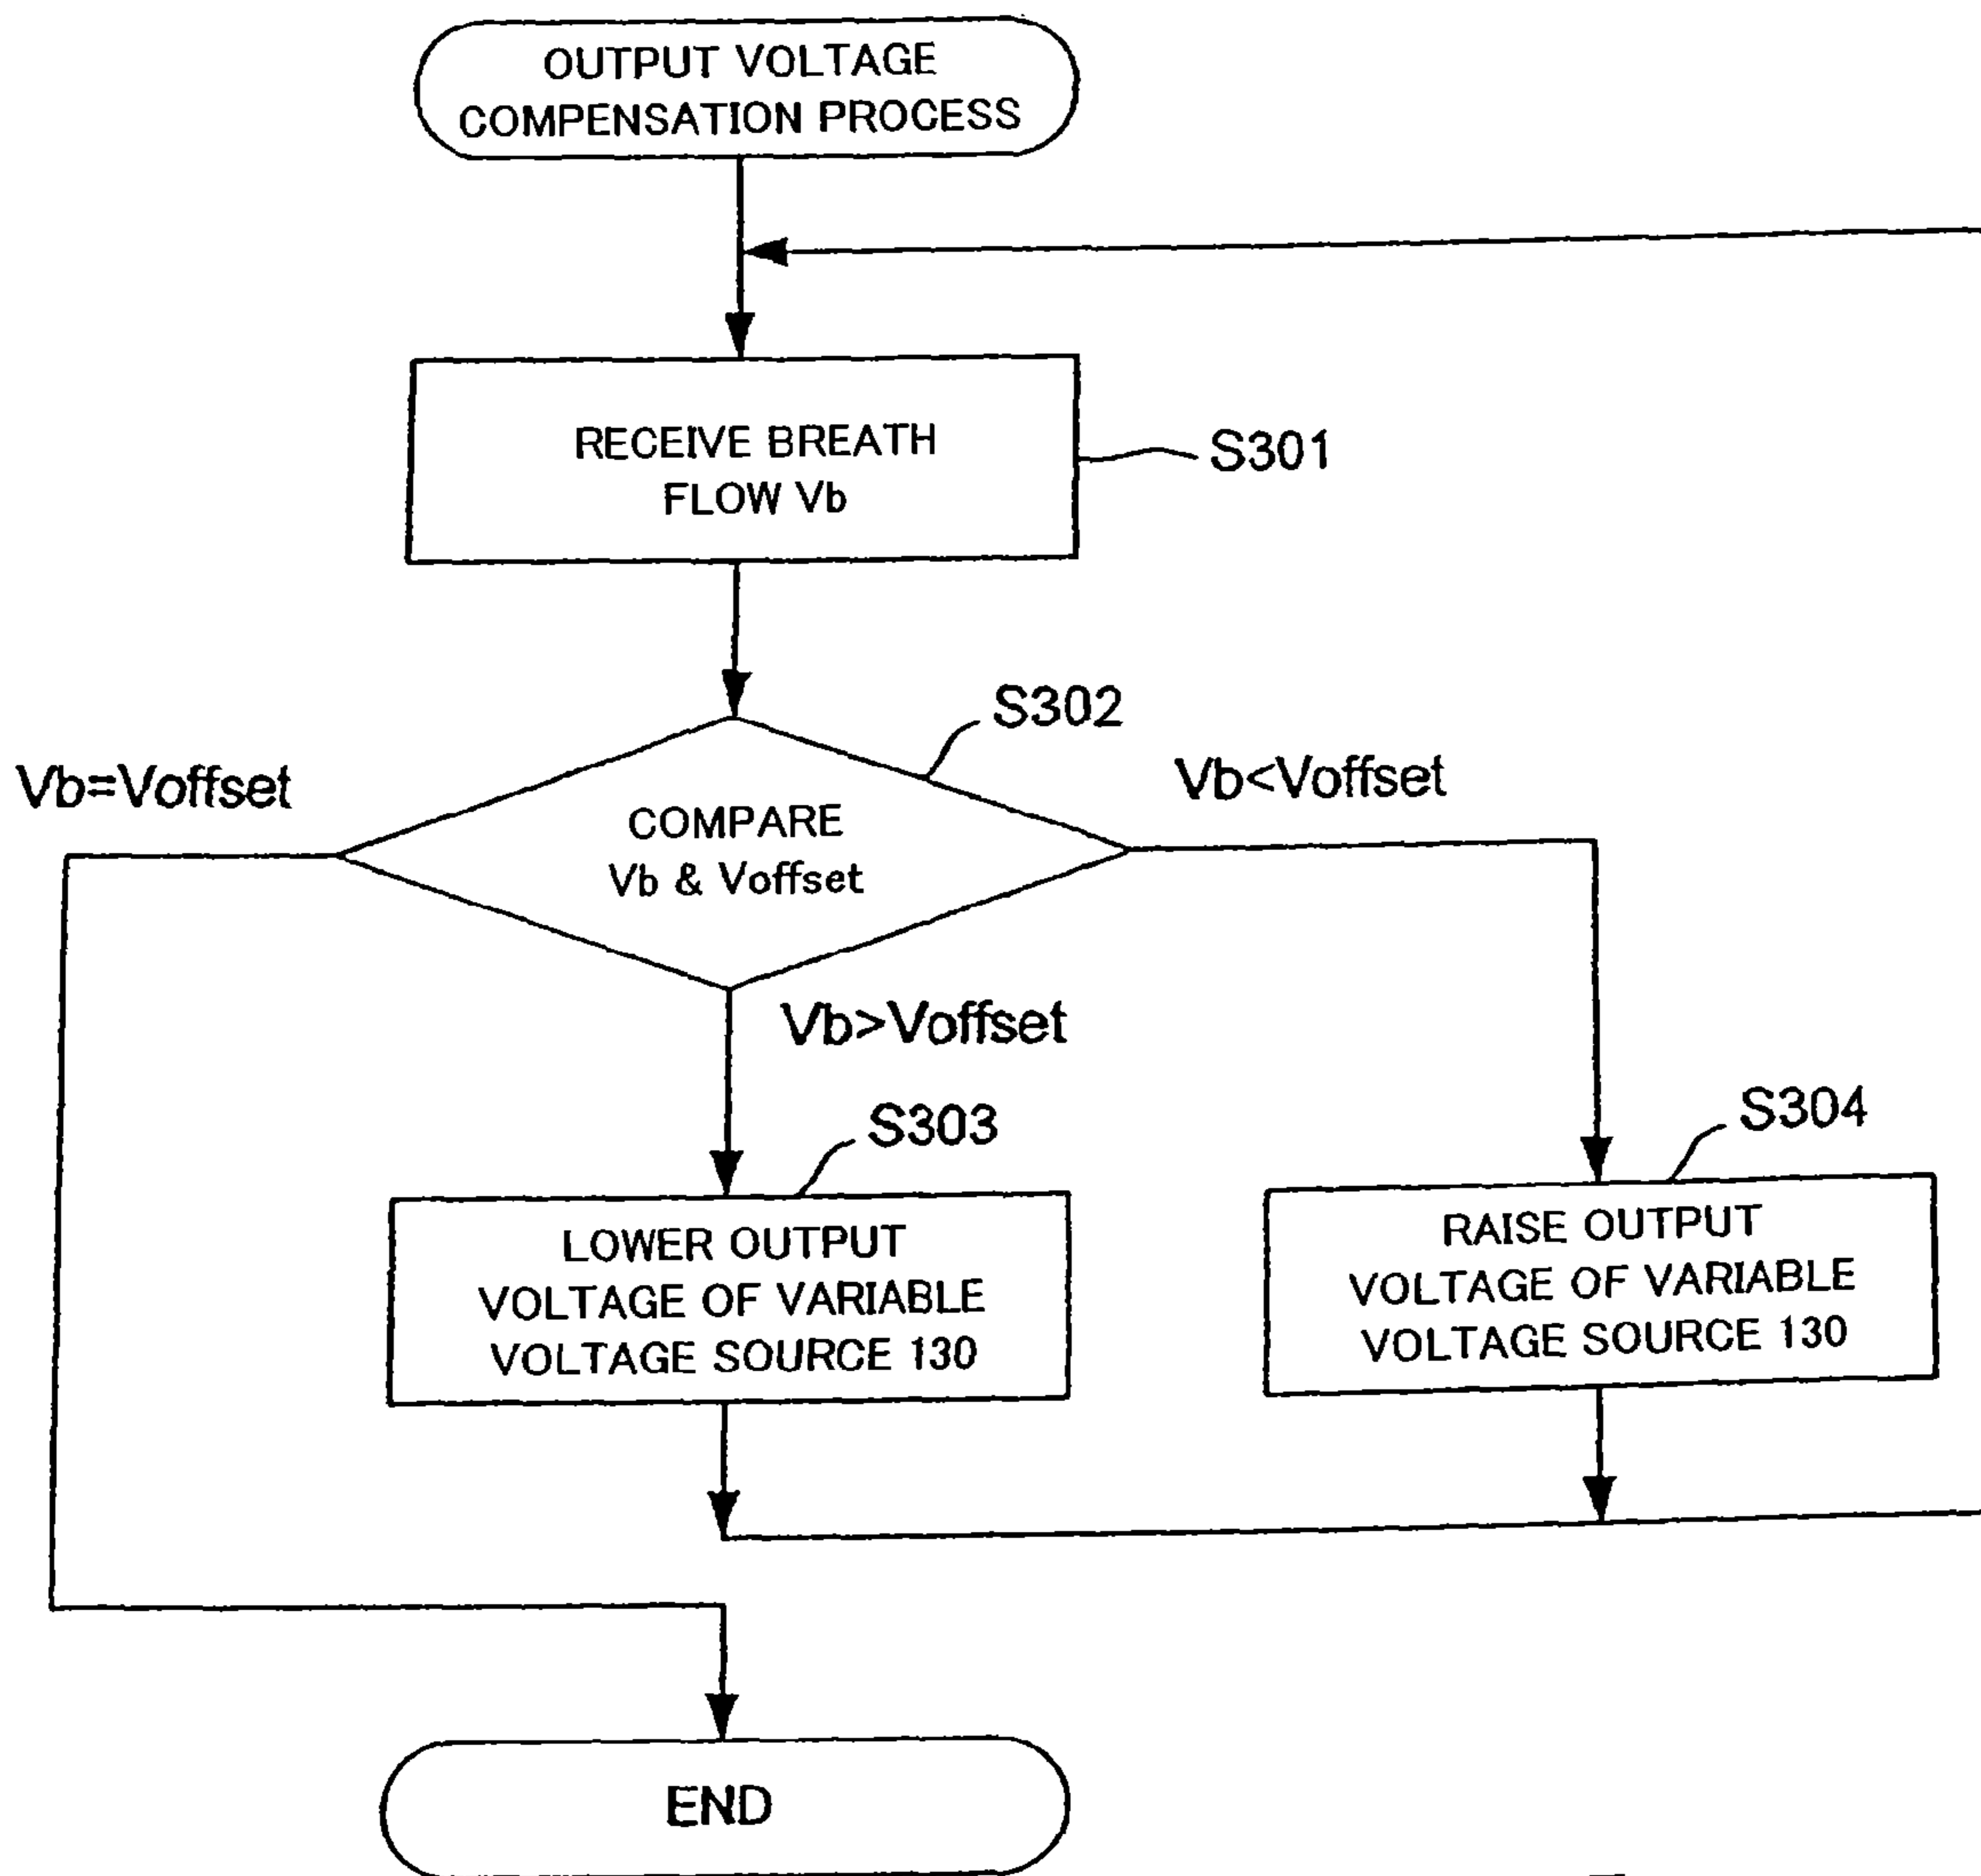 OUTPUT VOLTAGE
COMPENSATION PROCESS
RECEIVE BREATH
FLOW Vb
S301
S302
Vb=Voffset
Vb<Voffset
COMPARE
Vb & Voffset
Vb>Voffset
S303
S304
LOWER OUTPUT
VOLTAGE OF VARIABLE
VOLTAGE SOURCE 130
RAISE OUTPUT
VOLTAGE OF VARIABLE
VOLTAGE SOURCE 130
END